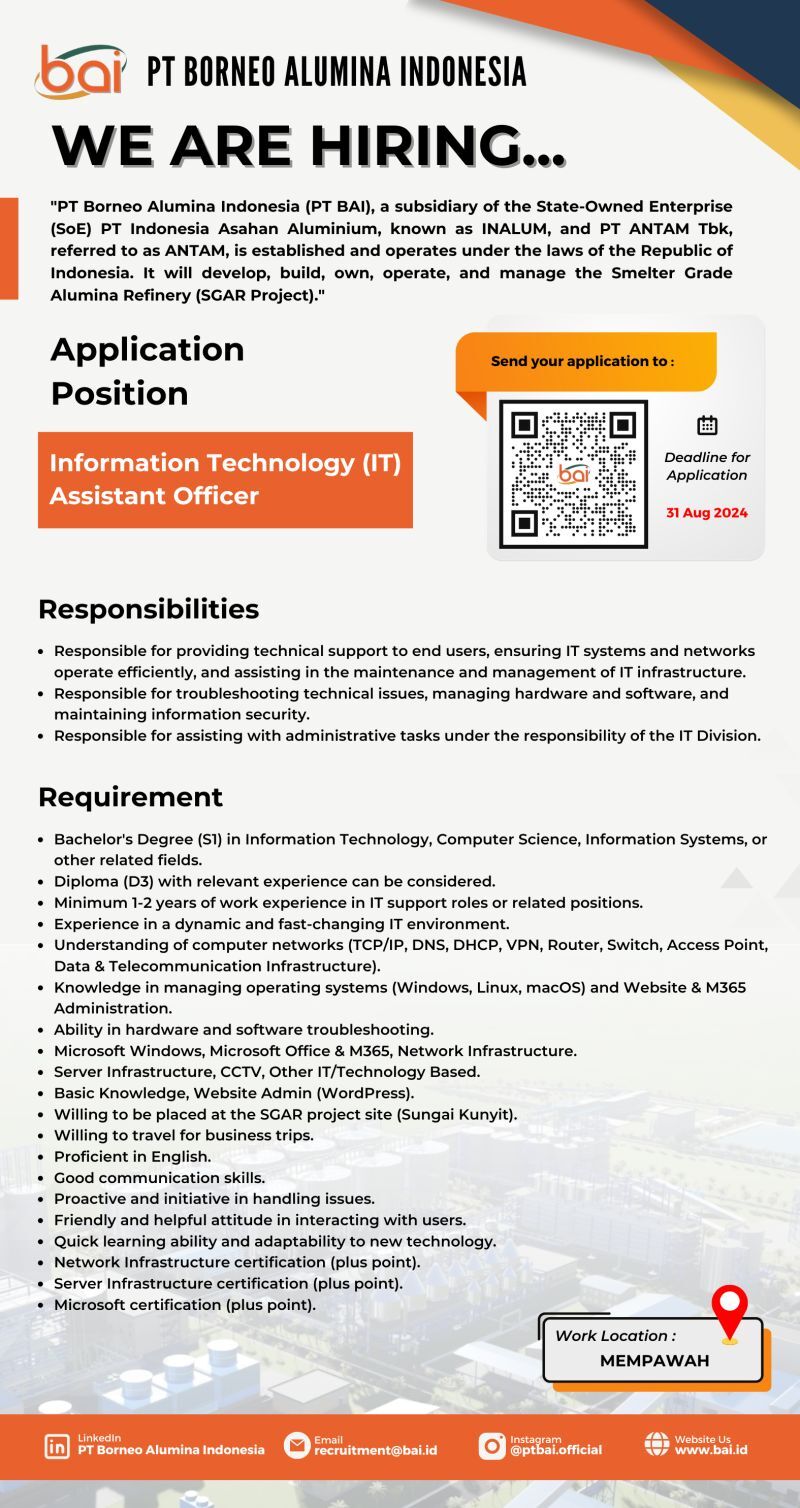 bai PT BORNEO ALUMINA INDONESIA
WE ARE HIRING...
"PT Borneo Alumina Indonesia (PT BAI), a subsidiary of the State-Owned Enterprise
(SoE) PT Indonesia Asahan Aluminium, known as INALUM, and PT ANTAM Tbk,
referred to as ANTAM, is established and operates under the laws of the Republic of
Indonesia. It will develop, build, own, operate, and manage the Smelter Grade
Alumina Refinery (SGAR Project)."
Application
Position
Information Technology (IT)
Assistant Officer
Send your application to :
bai
Deadline for
Application
31 Aug 2024
Responsibilities
• Responsible for providing technical support to end users, ensuring IT systems and networks
operate efficiently, and assisting in the maintenance and management of IT infrastructure.
• Responsible for troubleshooting technical issues, managing hardware and software, and
maintaining information security.
• Responsible for assisting with administrative tasks under the responsibility of the IT Division.
Requirement
• Bachelor's Degree (S1) in Information Technology, Computer Science, Information Systems, or
other related fields.
• Diploma (D3) with relevant experience can be considered.
• Minimum 1-2 years of work experience in IT support roles or related positions.
• Experience in a dynamic and fast-changing IT environment.
• Understanding of computer networks (TCP/IP, DNS, DHCP, VPN, Router, Switch, Access Point,
Data & Telecommunication Infrastructure).
• Knowledge in managing operating systems (Windows, Linux, macOS) and Website & M365
Administration.
• Ability in hardware and software troubleshooting.
• Microsoft Windows, Microsoft Office & M365, Network Infrastructure.
• Server Infrastructure, CCTV, Other IT/Technology Based.
• Basic Knowledge, Website Admin (WordPress).
• Willing to be placed at the SGAR project site (Sungai Kunyit).
• Willing to travel for business trips.
• Proficient in English.
• Good communication skills.
• Proactive and initiative in handling issues.
• Friendly and helpful attitude in interacting with users.
• Quick learning ability and adaptability to new technology.
• Network Infrastructure certification (plus point).
• Server Infrastructure certification (plus point).
• Microsoft certification (plus point).
Work Location :
MEMPAWAH
LinkedIn
PT Borneo Alumina Indonesia
Email
recruitment@bai.id
Instagram
@ptbai.official
Website Us
www.bai.id